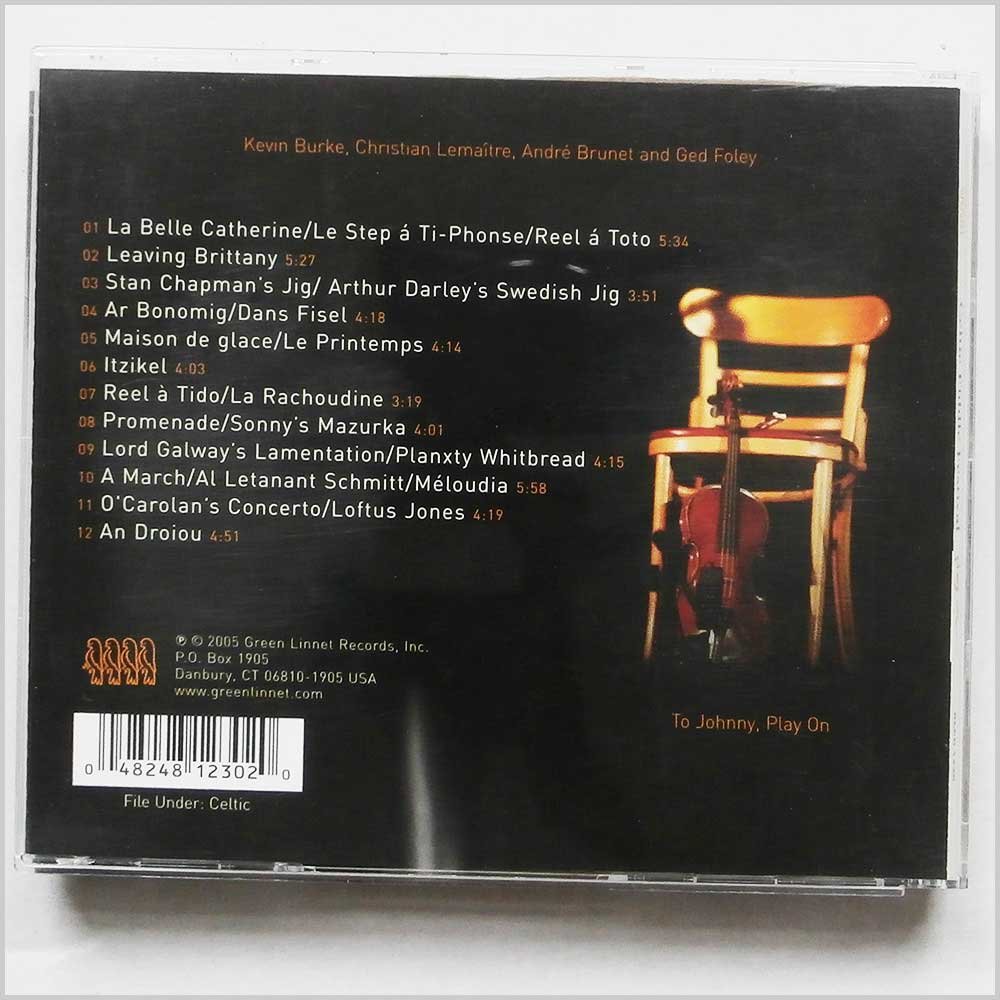 Kevin Burke, Christian Lemaître, André Brunet and Ged Foley
01 La Belle Catherine/Le Step á Ti-Phonse/Reel á Toto 5:34
02 Leaving Brittany 5:27
03 Stan Chapman's Jig/ Arthur Darley's Swedish Jig 3:51
04 Ar Bonomig/Dans Fisel 4:18
05 Maison de glace/Le Printemps 4:14
06 Itzikel 4:03
07 Reel à Tido/La Rachoudine 3:19
08 Promenade/Sonny's Mazurka 4:01
09 Lord Galway's Lamentation/Planxty Whitbread 4:15
10 A March/Al Letanant Schmitt/Méloudia 5:58
11 O'Carolan's Concerto/Loftus Jones 4:19
12 An Droiou 4:51
℗ © 2005 Green Linnet Records, Inc.
P.O. Box 1905
Danbury, CT 06810-1905 USA
www.greenlinnet.com
To Johnny, Play On
0 48248 12302 0
File Under: Celtic